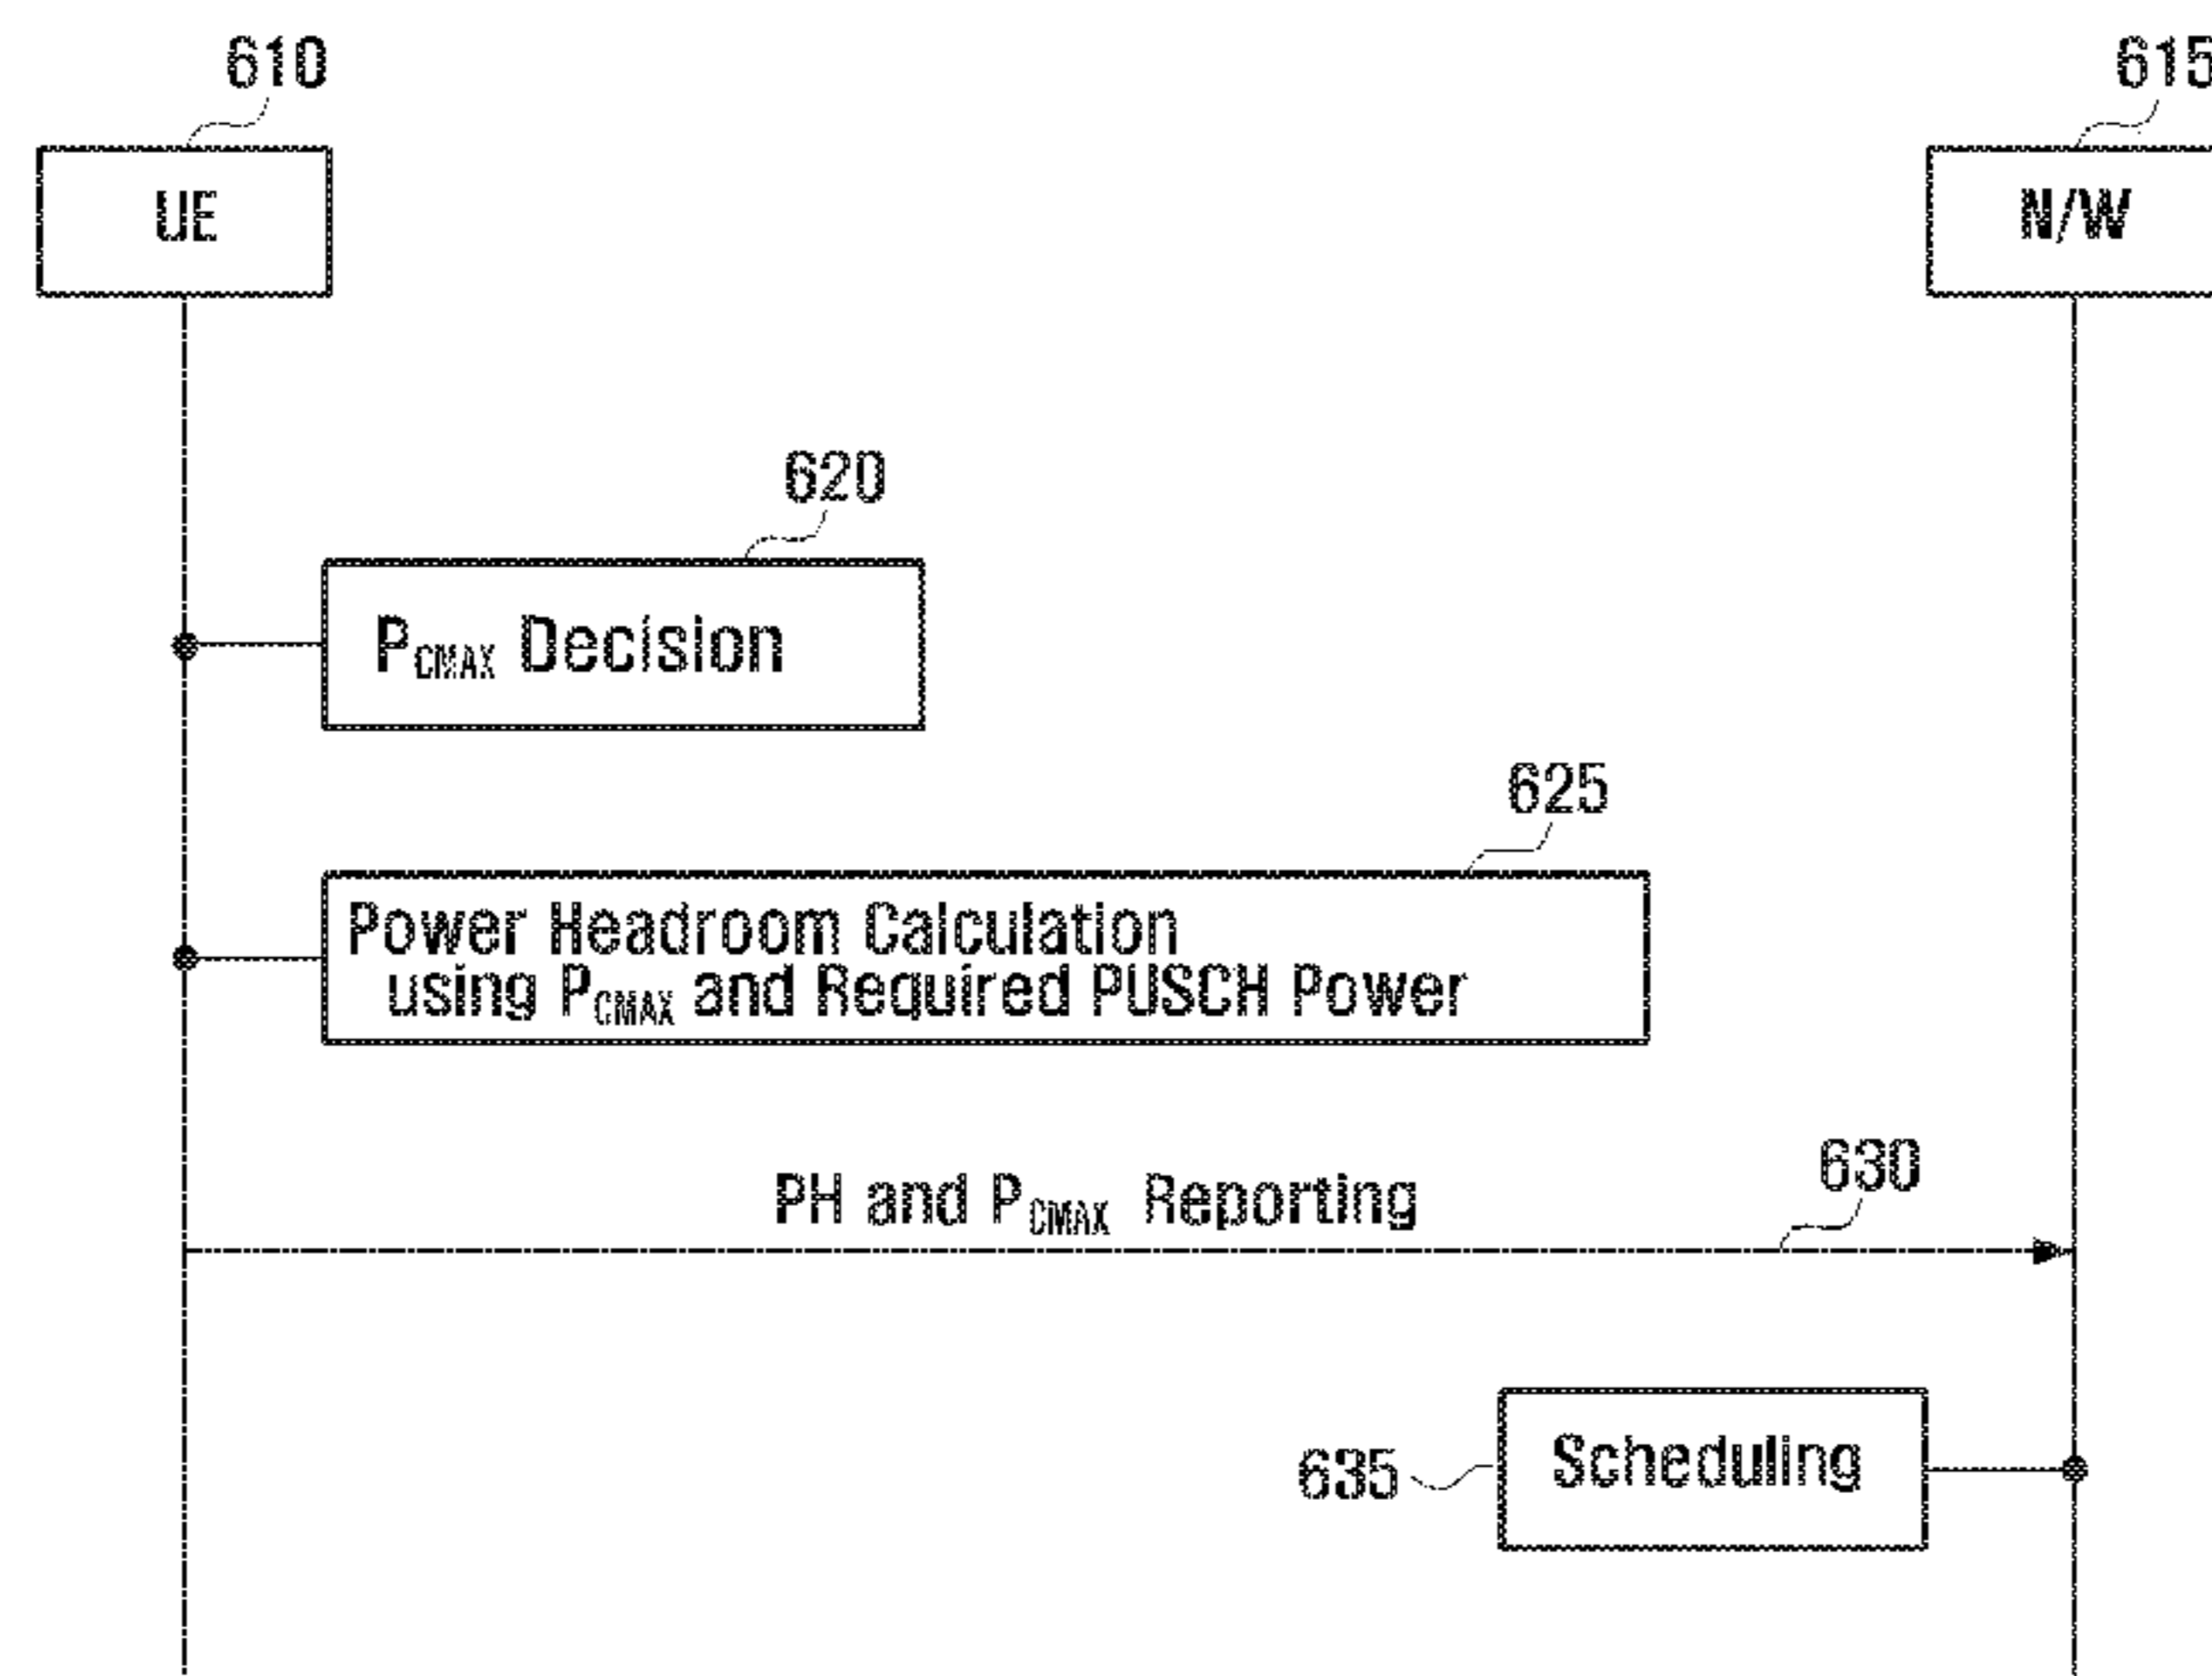 610
615
UE
N/W
620
PCMAX Decision
625
Power Headroom Calculation
using PCMAX and Required PUSCH Power
630
PH and PCMAX Reporting
635
Scheduling